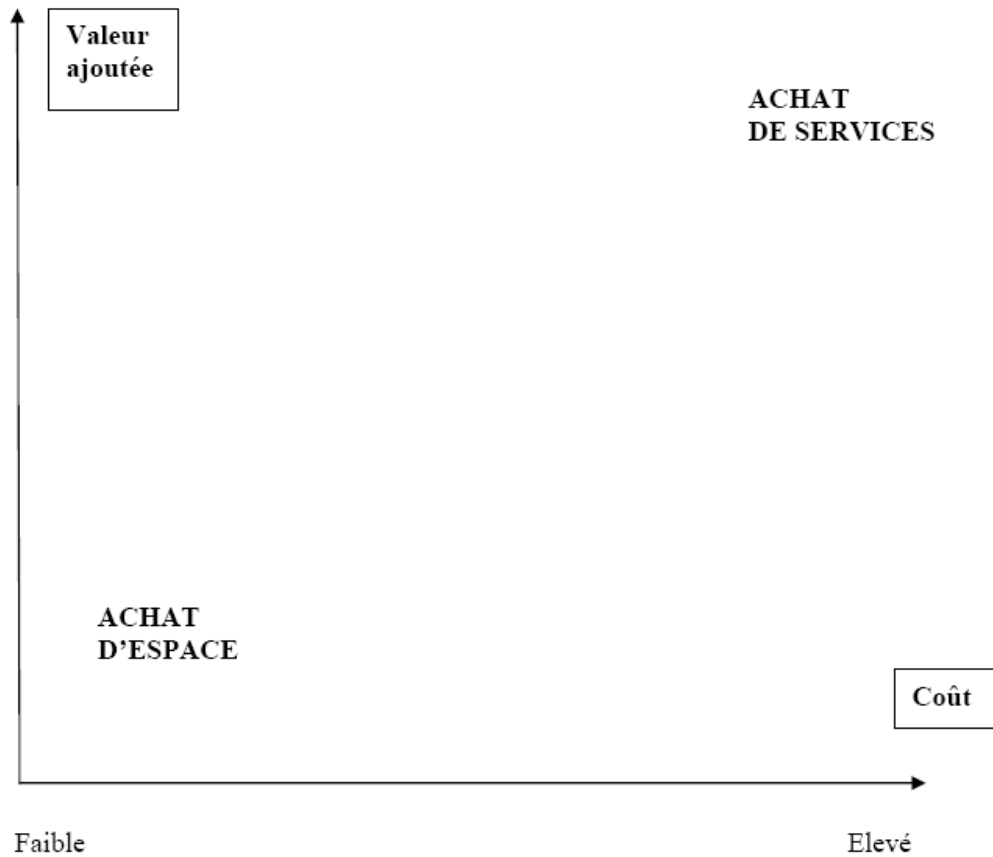 Valeur
ajoutée
ACHAT
DE SERVICES
ACHAT
D’ESPACE
Coût
Faible
Elevé